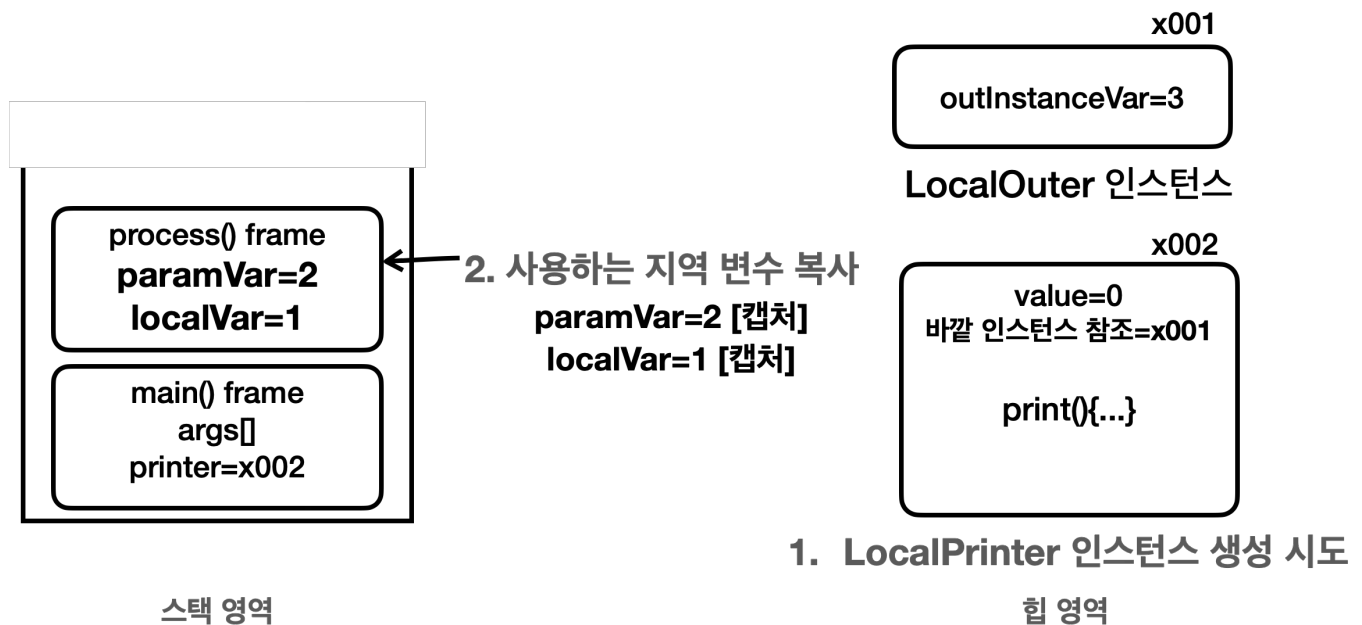 x001
outInstanceVar=3
LocalOuter 인스턴스
process() frame
paramVar=2
localVar=1
2. 사용하는 지역 변수 복사
paramVar=2 [캡처]
localVar=1 [캡처]
main() frame
args[]
printer=x002
x002
value=0
바깥 인스턴스 참조=x001
print(){...}
1. LocalPrinter 인스턴스 생성 시도
스택 영역
힙 영역